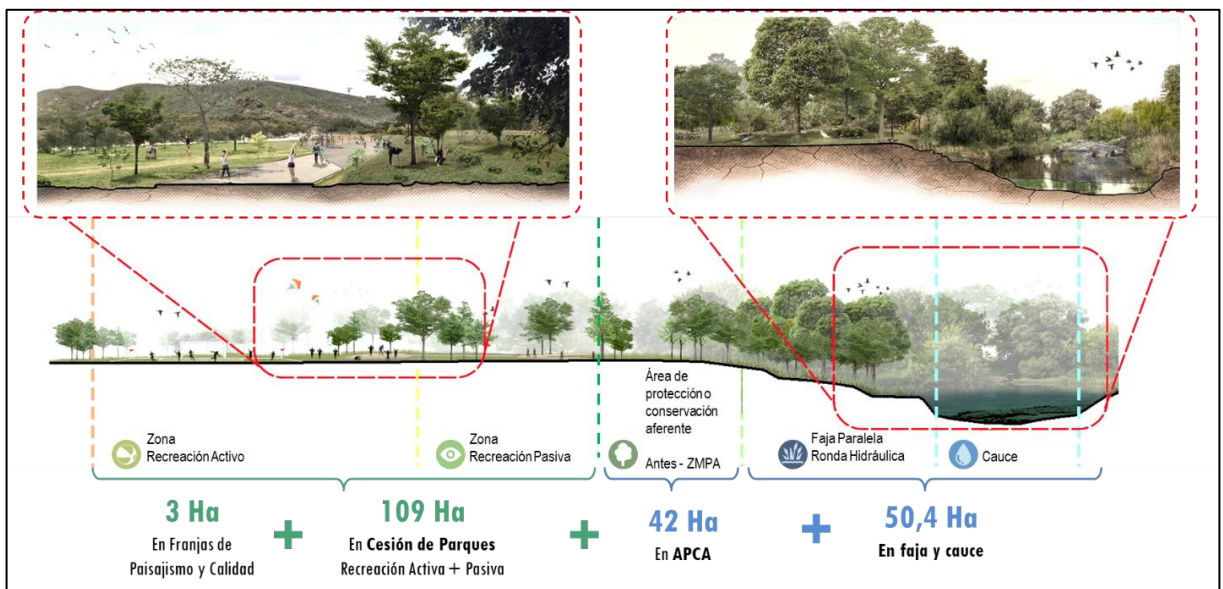 Zona
Recreación Activo
Zona
Recreación Pasiva
Área de
protección o
conservación
aferente
Antes - ZMPA
Faja Paralela
Ronda Hidráulica
Cauce
3 Ha
En Franjas de
Paisajismo y Calidad
+
109 Ha
En Cesión de Parques
Recreación Activa + Pasiva
+
42 Ha
En APCA
+
50,4 Ha
En faja y cauce